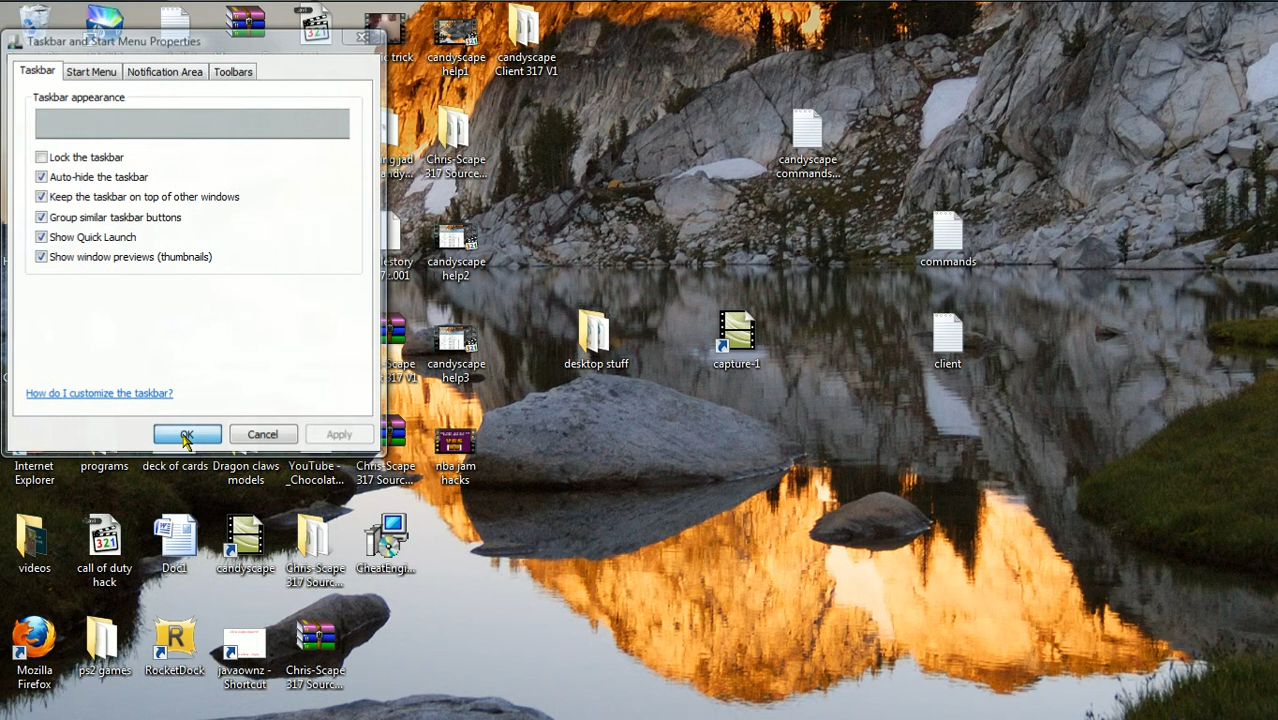 Taskbar and Start Menu Properties
Taskbar
Start Menu
Notification Area
Toolbars
Taskbar appearance
Lock the taskbar
Auto-hide the taskbar
Keep the taskbar on top of other windows
Group similar taskbar buttons
Show Quick Launch
Show window previews (thumbnails)
How do I customize the taskbar?
OK
Cancel
Apply
trick
candyscape
help1
candyscape
Client 317 V1
Chris-Scape
317 Source...
candyscape
commands...
candyscape
help2
commands
317 V1
candyscape
help3
desktop stuff
capture-1
client
Internet
Explorer
programs
deck of cards
Dragon claws
models
YouTube -
_Chocolat...
Chris-Scape
317 Sourc...
nba jam
hacks
videos
call of duty
hack
Doc1
candyscape
Chris-Scape
317 Sourc...
CheatEngi...
Mozilla
Firefox
ps2 games
RocketDock
javaownz -
Shortcut
Chris-Scape
317 Sourc...